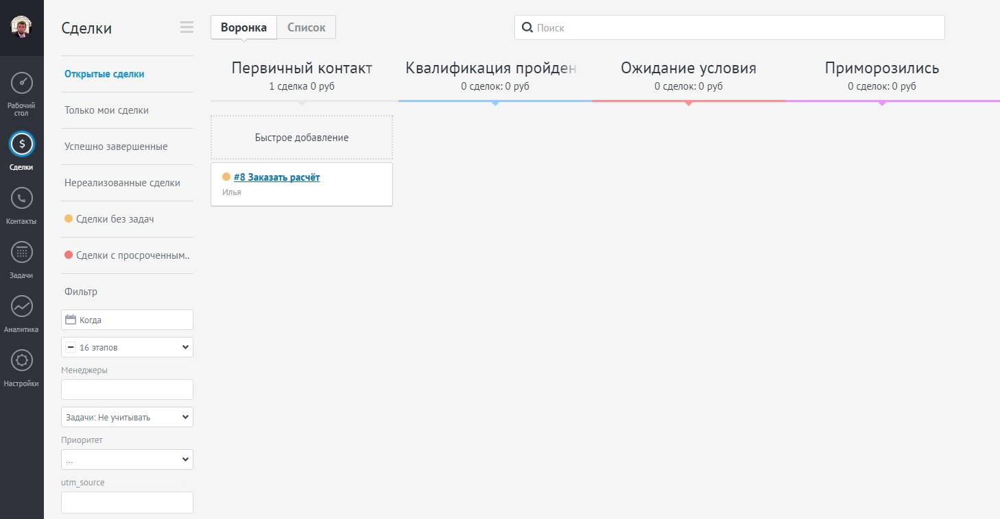 Рабочий
стол
Сделки
Контакты
Задачи
Аналитика
Настройки
Сделки
Открытые сделки
Только мои сделки
Успешно завершенные
Нереализованные сделки
Сделки без задач
Сделки с просроченным..
Фильтр
Когда
16 этапов
Менеджеры
Задачи: Не учитывать
Приоритет
...
utm_source
Воронка
Список
Поиск
Первичный контакт
1 сделка 0 руб
Квалификация пройден
0 сделок: 0 руб
Ожидание условия
0 сделок: 0 руб
Приморозились
0 сделок: 0 руб
Быстрое добавление
#8 Заказать расчёт
Илья